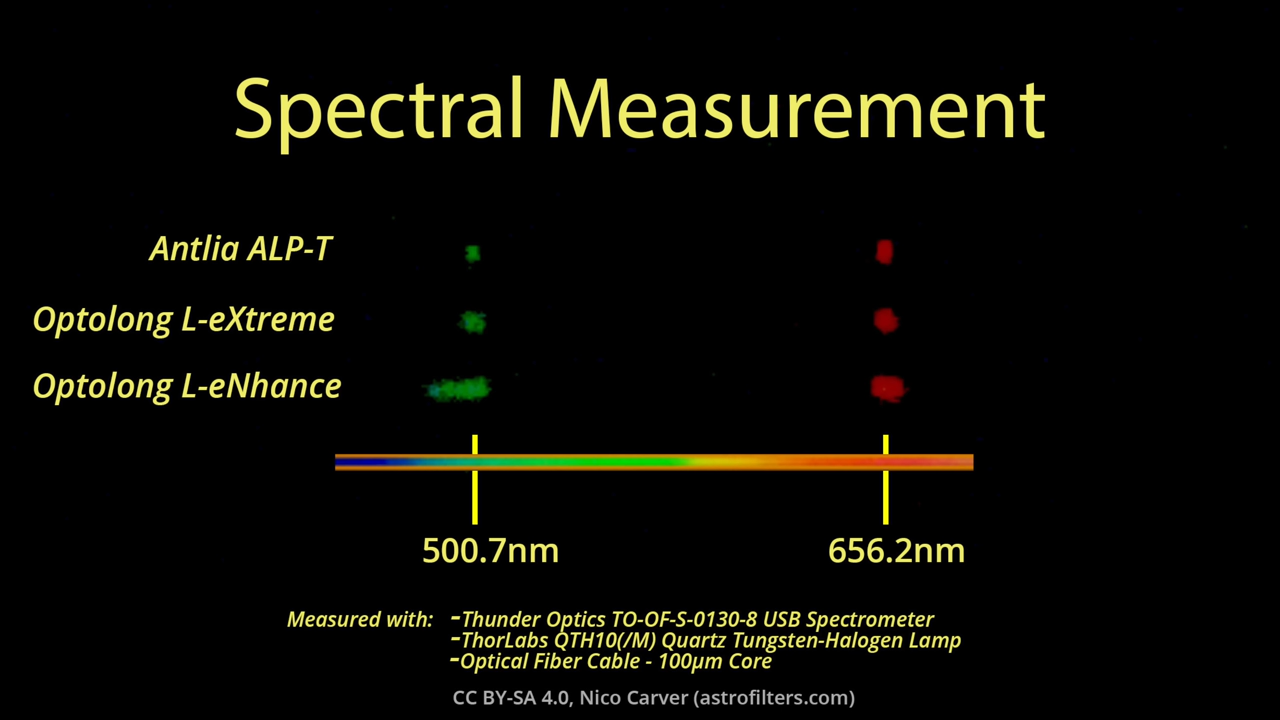 Spectral Measurement
Antlia ALP-T
Optolong L-eXtreme
Optolong L-eNhance
500.7nm 656.2nm
Measured with: -Thunder Optics TO-OF-S-0130-8 USB Spectrometer
-ThorLabs QTH10(/M) Quartz Tungsten-Halogen Lamp
-Optical Fiber Cable - 100µm Core
CC BY-SA 4.0, Nico Carver (astrofilters.com)